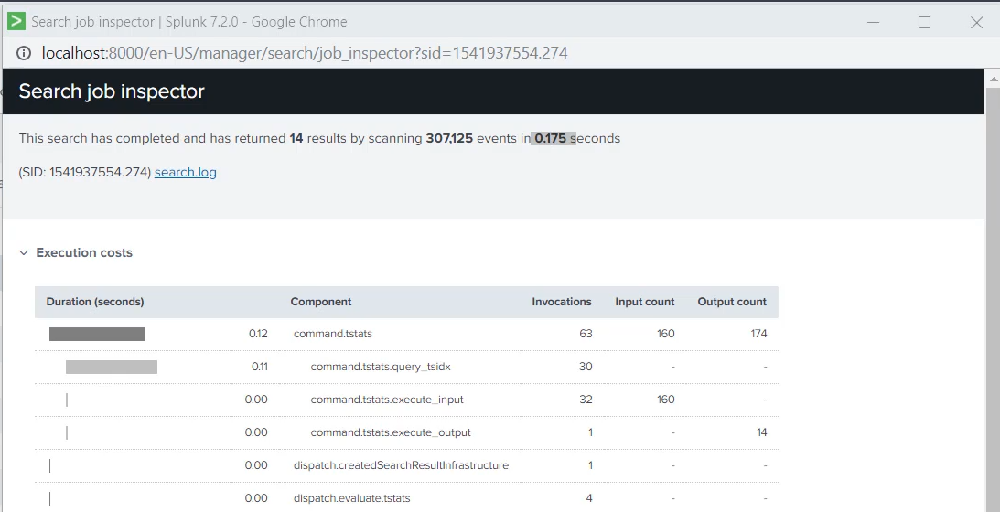 Search job inspector | Splunk 7.2.0 - Google Chrome
localhost:8000/en-US/manager/search/job_inspector?sid=1541937554.274
Search job inspector
This search has completed and has returned 14 results by scanning 307,125 events in 0.175 seconds
(SID: 1541937554.274) search.log
Execution costs
Duration (seconds) Component Invocations Input count Output count
0.12 command.tstats 63 160 174
0.11 command.tstats.query_tsidx 30 - -
0.00 command.tstats.execute_input 32 160 -
0.00 command.tstats.execute_output 1 - 14
0.00 dispatch.createdSearchResultInfrastructure 1 - -
0.00 dispatch.evaluate.tstats 4 - -